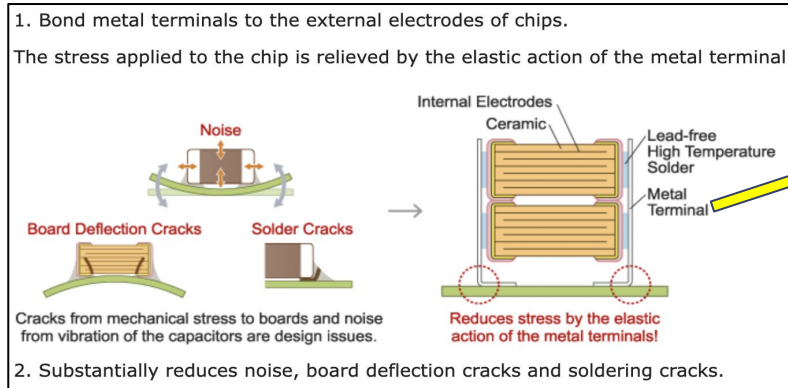 1. Bond metal terminals to the external electrodes of chips.
The stress applied to the chip is relieved by the elastic action of the metal terminal
Noise
Board Deflection Cracks
Solder Cracks
Cracks from mechanical stress to boards and noise
from vibration of the capacitors are design issues.
Internal Electrodes
Ceramic
Lead-free
High Temperature
Solder
Metal
Terminal
Reduces stress by the elastic
action of the metal terminals!
2. Substantially reduces noise, board deflection cracks and soldering cracks.